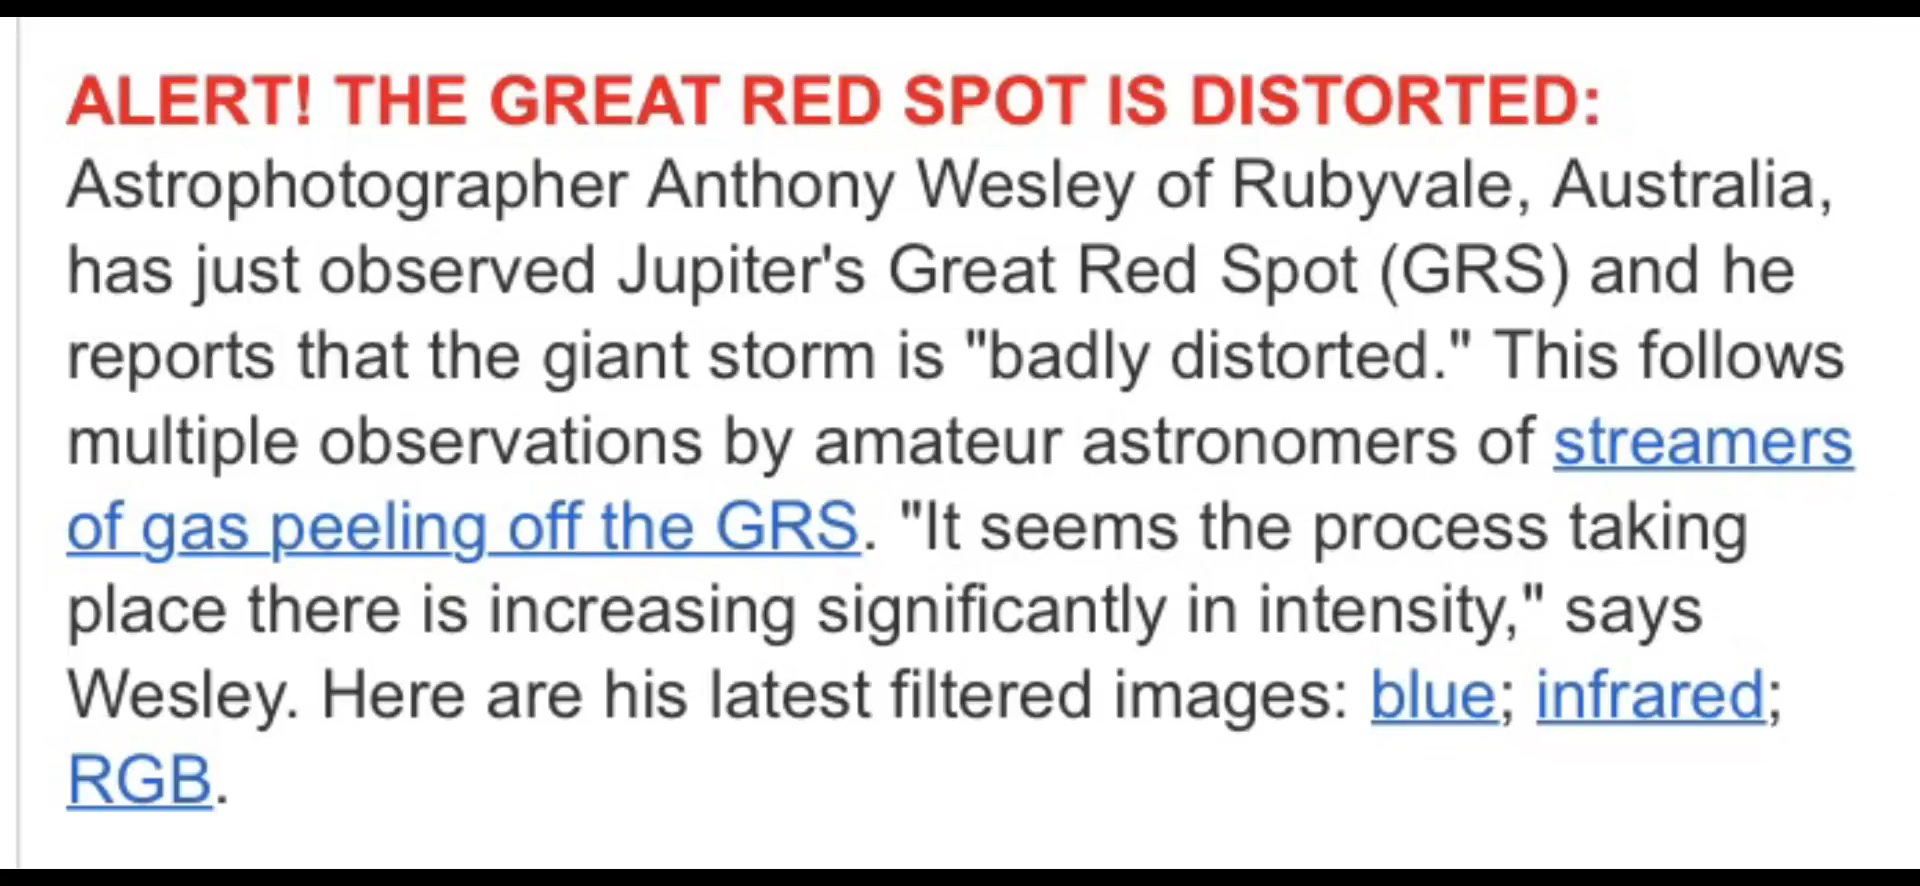 ALERT! THE GREAT RED SPOT IS DISTORTED:
Astrophotographer Anthony Wesley of Rubyvale, Australia,
has just observed Jupiter's Great Red Spot (GRS) and he
reports that the giant storm is "badly distorted." This follows
multiple observations by amateur astronomers of streamers
of gas peeling off the GRS. "It seems the process taking
place there is increasing significantly in intensity," says
Wesley. Here are his latest filtered images: blue; infrared;
RGB.